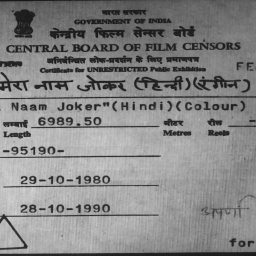 भारत सरकार
GOVERNMENT OF INDIA
केन्द्रीय फिल्म सेन्सर बोर्ड
CENTRAL BOARD OF FILM CENSORS
अनिर्बन्धित लोक-प्रदर्शन के लिए प्रमाणपत्र
Certificate for UNRESTRICTED Public Exhibition
FE
मेरा नाम जोकर (हिन्दी)(रंगीन)
Naam Joker"(Hindi)(Colour)
लम्बाई 6989.50 मीटर रील -
Length Metres Reels
-95190-
29-10-1980
28-10-1990 अपर्णा
for